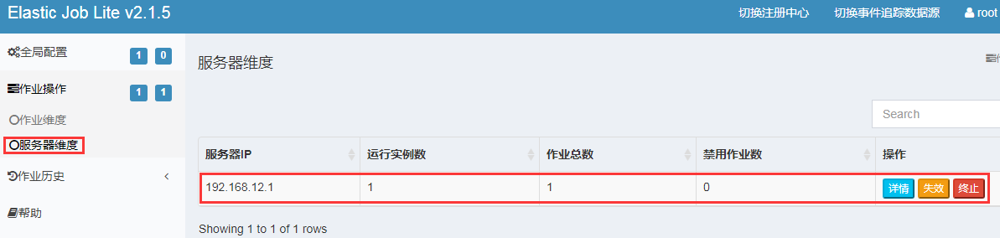 Elastic Job Lite v2.1.5
切换注册中心 切换事件追踪数据源 root
全局配置 1 0
作业操作 1 1
作业维度
服务器维度
作业历史
帮助
服务器维度
Search
服务器IP 运行实例数 作业总数 禁用作业数 操作
192.168.12.1 1 1 0 详情 失效 终止
Showing 1 to 1 of 1 rows